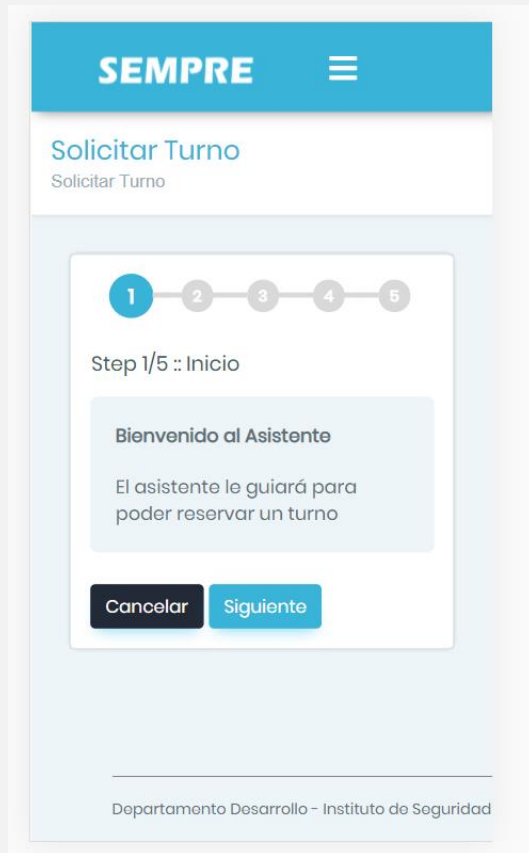 SEMPRE
Solicitar Turno
Solicitar Turno
1 2 3 4 5
Step 1/5 :: Inicio
Bienvenido al Asistente
El asistente le guiará para
poder reservar un turno
Cancelar Siguiente
Departamento Desarrollo - Instituto de Seguridad